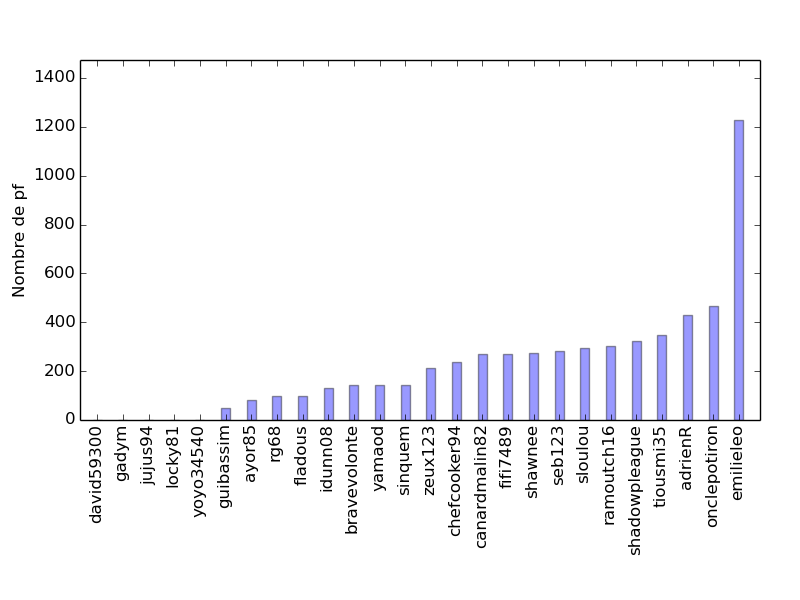 1400
1200
1000
800
600
400
200
0
Nombre de pf
david59300
gadym
jujus94
locky81
yoyo34540
guibassim
ayor85
rg68
fladous
idunn08
bravevolonte
yamaod
sinquem
zeux123
chefcooker94
canardmalin82
fifi7489
shawnee
seb123
sloulou
ramoutch16
shadowpleague
tiousmi35
adrienR
onclepotiron
emilieleo